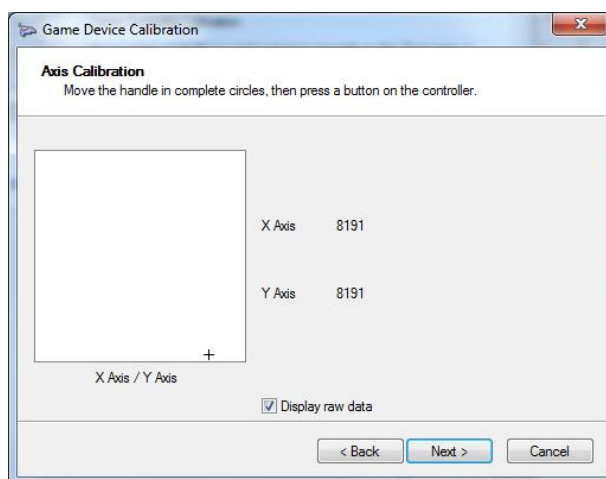 Game Device Calibration
Axis Calibration
Move the handle in complete circles, then press a button on the controller.
X Axis 8191
Y Axis 8191
X Axis / Y Axis
Display raw data
< Back Next > Cancel